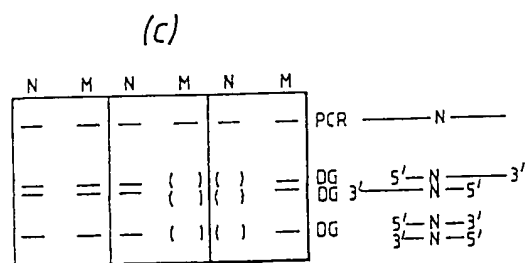 (c)
N M N M N M
PCR — N —
DG 5' — N — 3'
DG 3' — N — 5'
DG 5' — N — 3'
3' — N — 5'